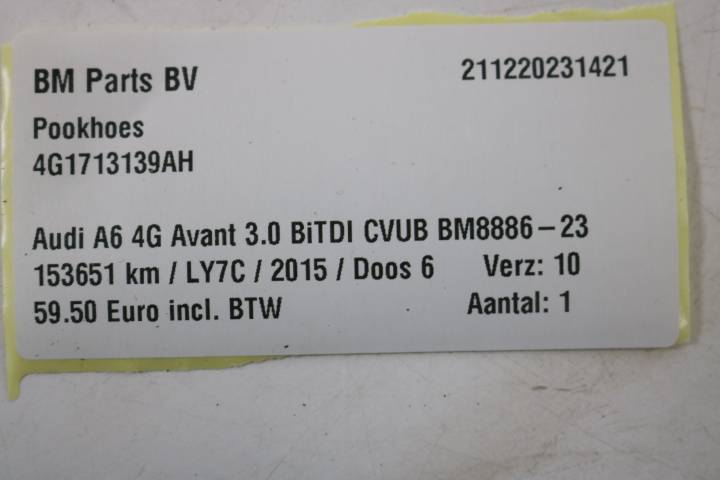 BM Parts BV 211220231421
Pookhoes
4G1713139AH
Audi A6 4G Avant 3.0 BiTDI CVUB BM8886-23
153651 km / LY7C / 2015 / Doos 6 Verz: 10
59.50 Euro incl. BTW Aantal: 1